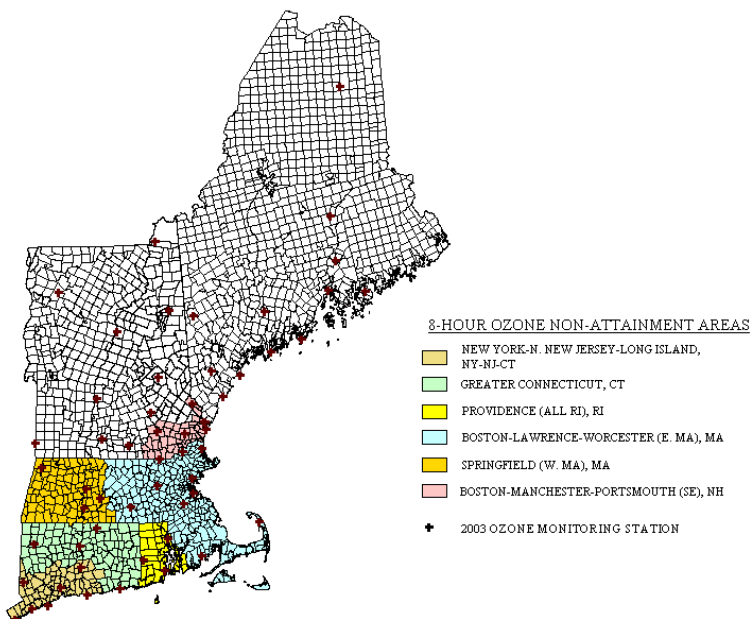 8-HOUR OZONE NON-ATTAINMENT AREAS
NEW YORK-N. NEW JERSEY-LONG ISLAND,
NY-NJ-CT
GREATER CONNECTICUT, CT
PROVIDENCE (ALL RI), RI
BOSTON-LAWRENCE-WORCESTER (E. MA), MA
SPRINGFIELD (W. MA), MA
BOSTON-MANCHESTER-PORTSMOUTH (SE), NH
2003 OZONE MONITORING STATION